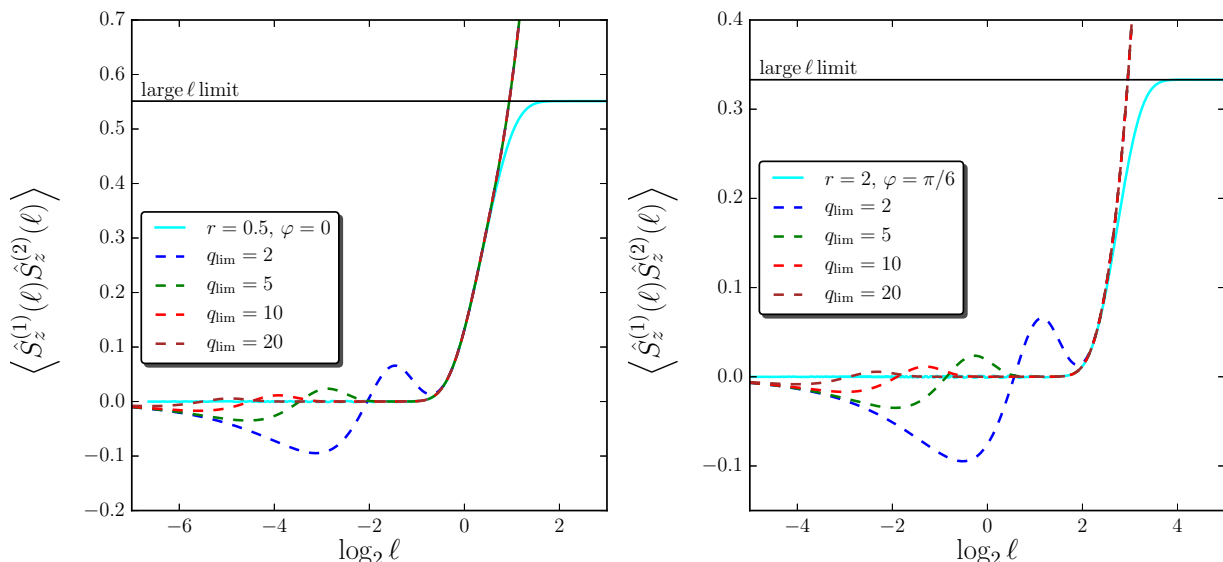 0.7
0.6
0.5
0.4
0.3
0.2
0.1
0.0
−0.1
−0.2
⟨Ŝ_z^(1)(ℓ)Ŝ_z^(2)(ℓ)⟩
large ℓ limit
r = 0.5, φ = 0
q_lim = 2
q_lim = 5
q_lim = 10
q_lim = 20
−6 −4 −2 0 2
log₂ ℓ
0.4
0.3
0.2
0.1
0.0
−0.1
⟨Ŝ_z^(1)(ℓ)Ŝ_z^(2)(ℓ)⟩
large ℓ limit
r = 2, φ = π/6
q_lim = 2
q_lim = 5
q_lim = 10
q_lim = 20
−4 −2 0 2 4
log₂ ℓ